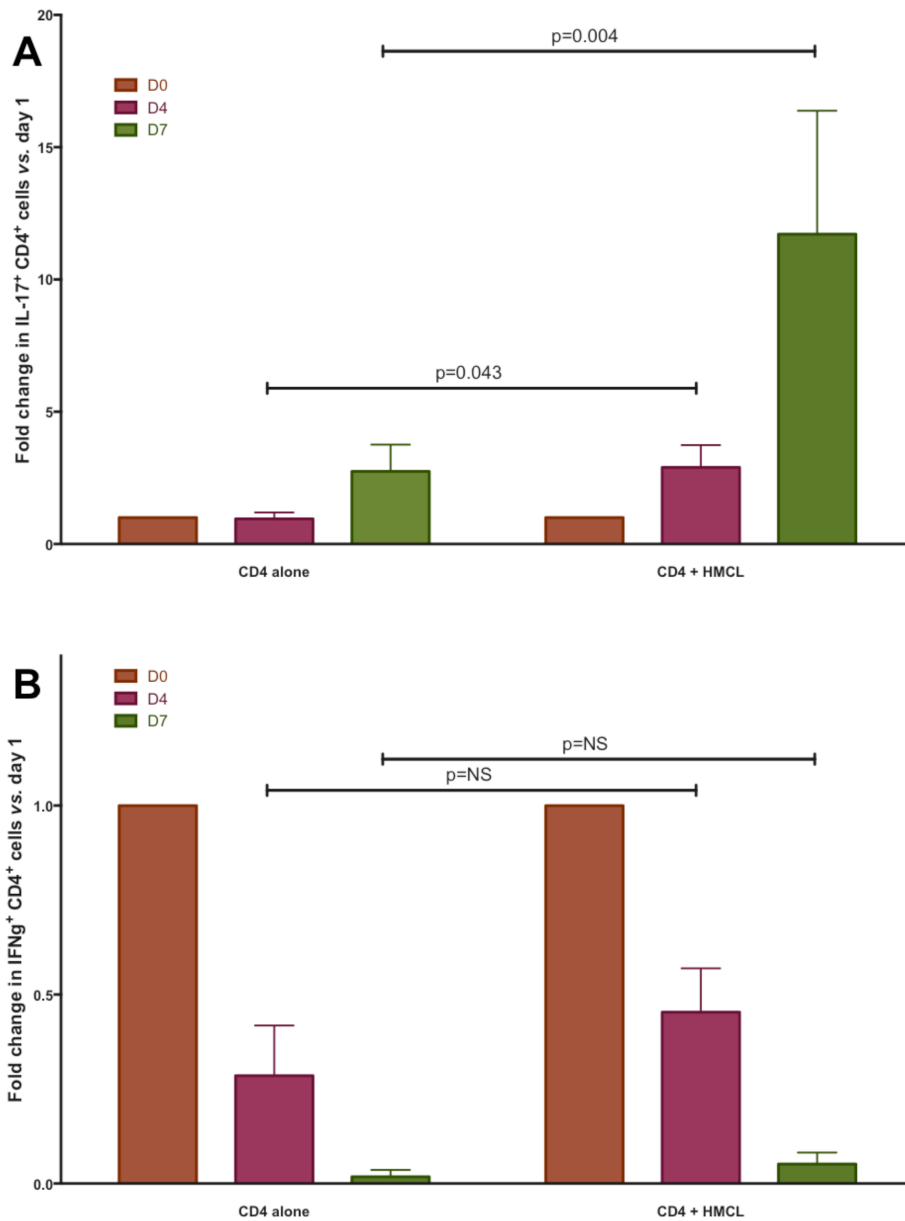 A
20
15
10
5
0
Fold change in IL-17⁺ CD4⁺ cells vs. day 1
D0
D4
D7
p=0.004
p=0.043
CD4 alone
CD4 + HMCL
B
1.0
0.5
0.0
Fold change in IFNg⁺ CD4⁺ cells vs. day 1
D0
D4
D7
p=NS
p=NS
CD4 alone
CD4 + HMCL